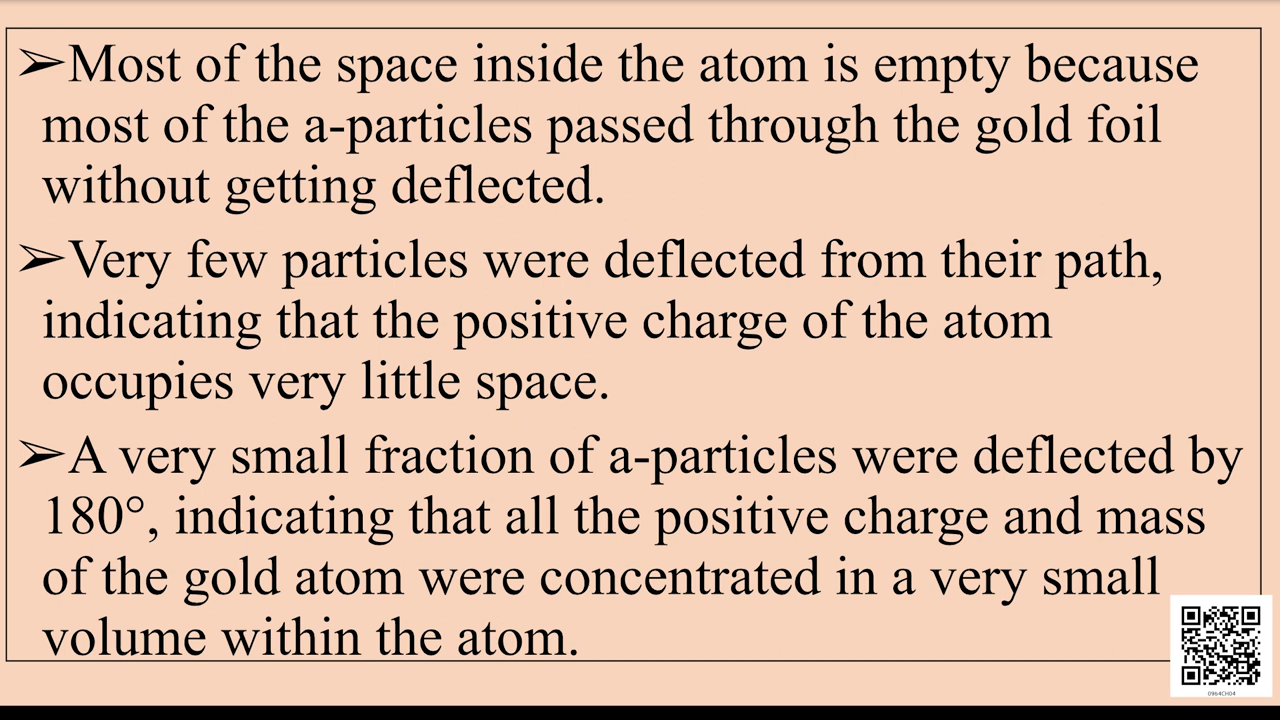 ➢Most of the space inside the atom is empty because
most of the a-particles passed through the gold foil
without getting deflected.
➢Very few particles were deflected from their path,
indicating that the positive charge of the atom
occupies very little space.
➢A very small fraction of a-particles were deflected by
180°, indicating that all the positive charge and mass
of the gold atom were concentrated in a very small
volume within the atom.
0964CH04